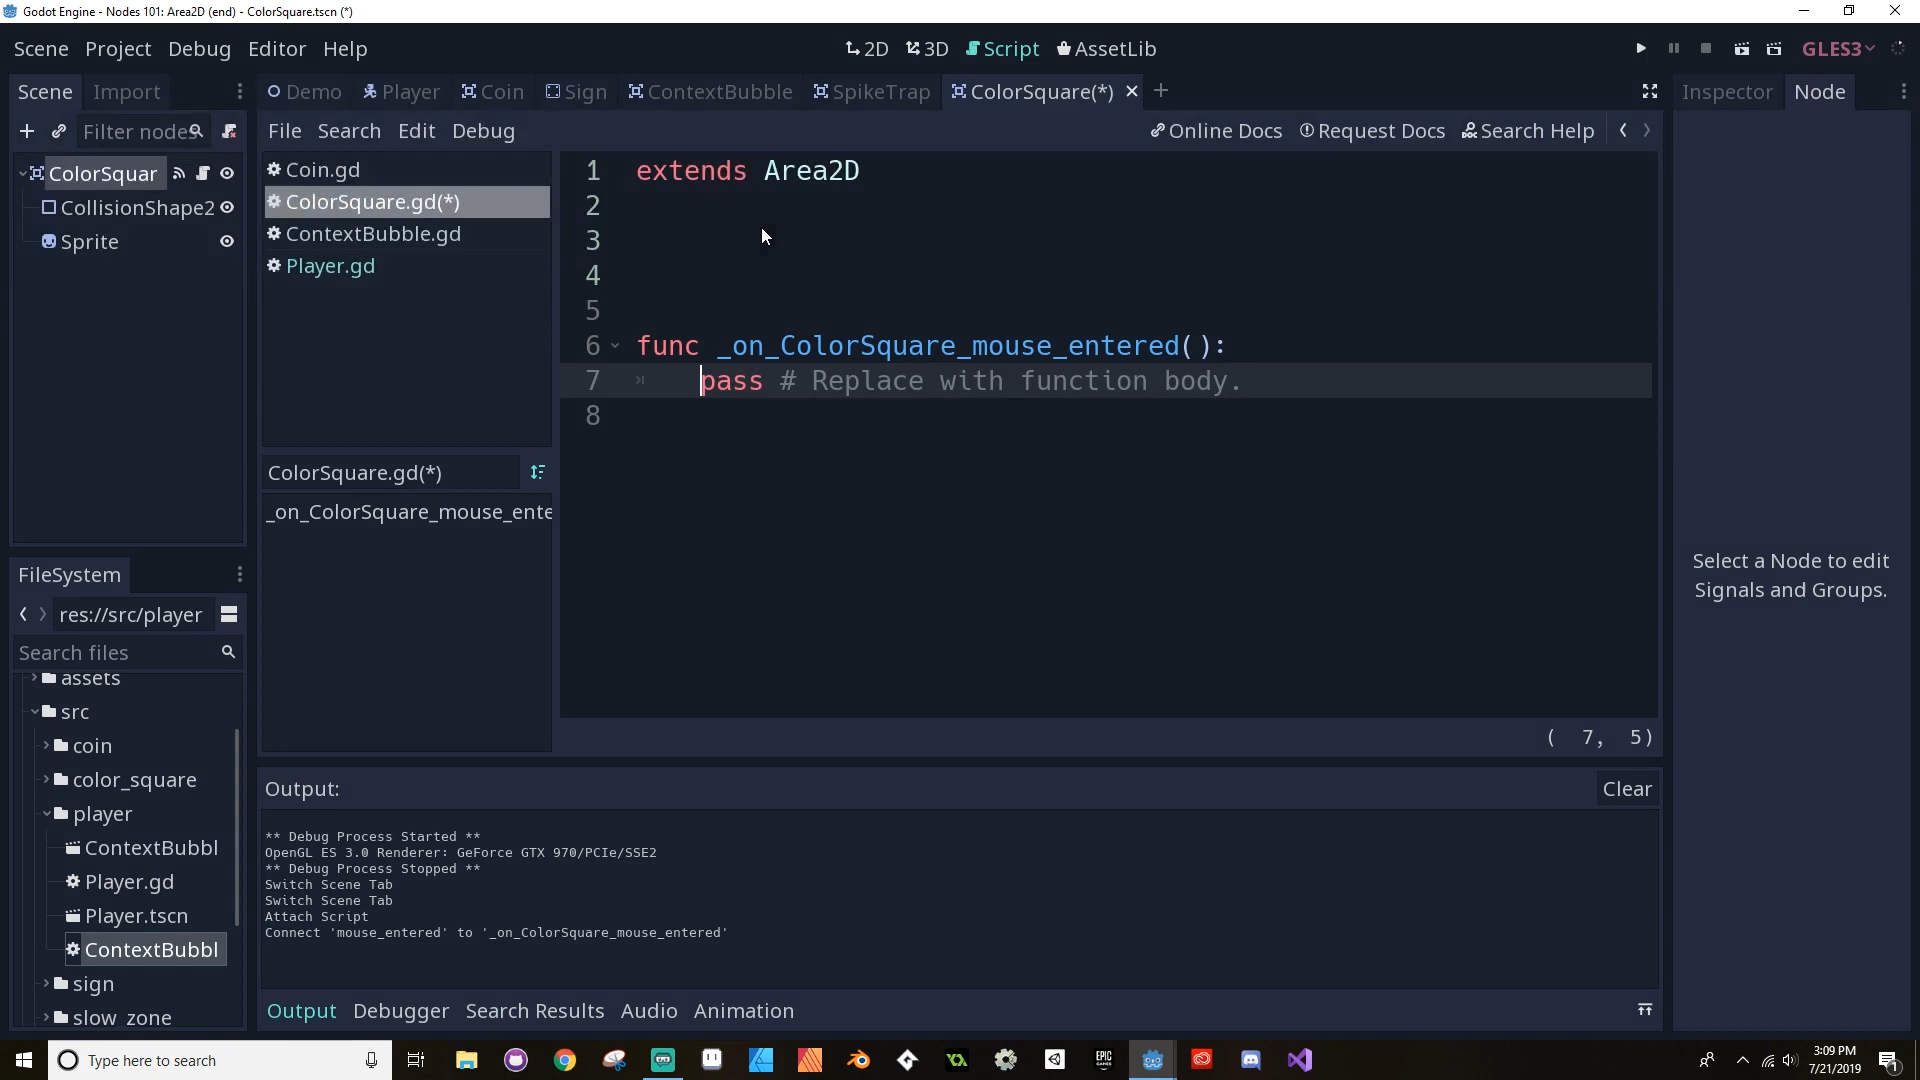 Godot Engine - Nodes 101: Area2D (end) - ColorSquare.tscn (*)
Scene Project Debug Editor Help
2D 3D Script AssetLib
GLES3
Scene Import
Demo Player Coin Sign ContextBubble SpikeTrap ColorSquare(*)
Inspector Node
Filter nodes
File Search Edit Debug
Online Docs Request Docs Search Help
ColorSquar
CollisionShape2
Sprite
Coin.gd
ColorSquare.gd(*)
ContextBubble.gd
Player.gd
ColorSquare.gd(*)
_on_ColorSquare_mouse_ente
1 extends Area2D
2
3
4
5
6 func _on_ColorSquare_mouse_entered():
7 pass # Replace with function body.
8
( 7, 5)
Select a Node to edit
Signals and Groups.
FileSystem
res://src/player
Search files
assets
src
coin
color_square
player
ContextBubbl
Player.gd
Player.tscn
ContextBubbl
sign
slow_zone
Output:
Clear
** Debug Process Started **
OpenGL ES 3.0 Renderer: GeForce GTX 970/PCIe/SSE2
** Debug Process Stopped **
Switch Scene Tab
Switch Scene Tab
Attach Script
Connect 'mouse_entered' to '_on_ColorSquare_mouse_entered'
Output Debugger Search Results Audio Animation
Type here to search
EPIC
GAMES
3:09 PM
7/21/2019
1